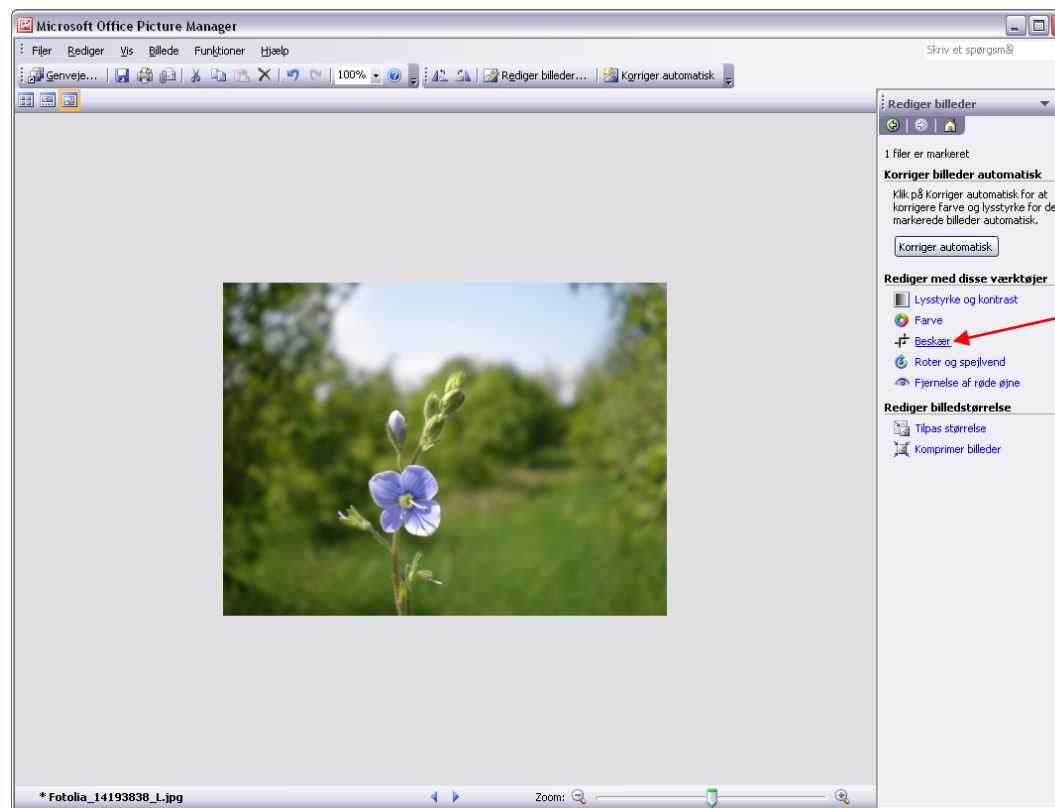 Microsoft Office Picture Manager
Filer Rediger Vis Billede Funktioner Hjælp Skriv et spørgsmål
Genveje... 100% Rediger billeder... Korriger automatisk
Rediger billeder
1 filer er markeret
Korriger billeder automatisk
Klik på Korriger automatisk for at
korrigere farve og lysstyrke for de
markerede billeder automatisk.
Korriger automatisk
Rediger med disse værktøjer
Lysstyrke og kontrast
Farve
Beskær
Roter og spejlvend
Fjernelse af røde øjne
Rediger billedstørrelse
Tilpas størrelse
Komprimer billeder
* Fotolia_14193838_L.jpg Zoom: